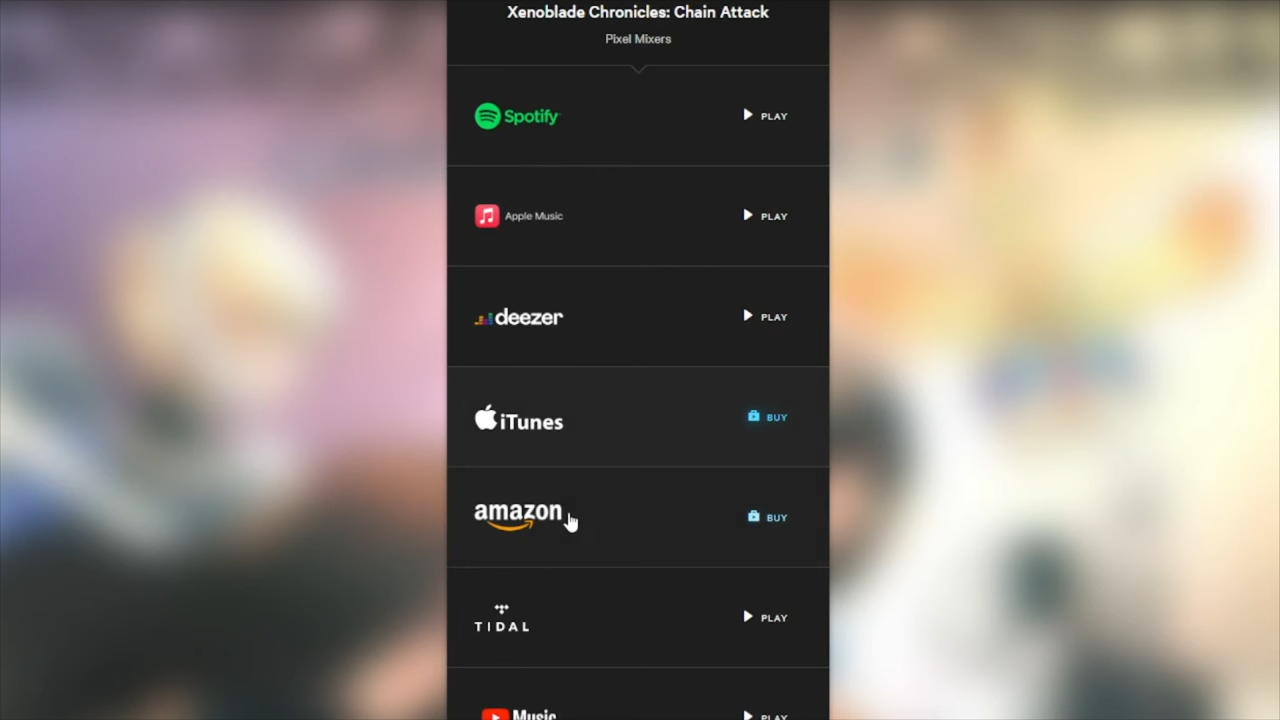 Xenoblade Chronicles: Chain Attack
Pixel Mixers
Spotify PLAY
Apple Music PLAY
deezer PLAY
iTunes BUY
amazon BUY
TIDAL PLAY
Music PLAY